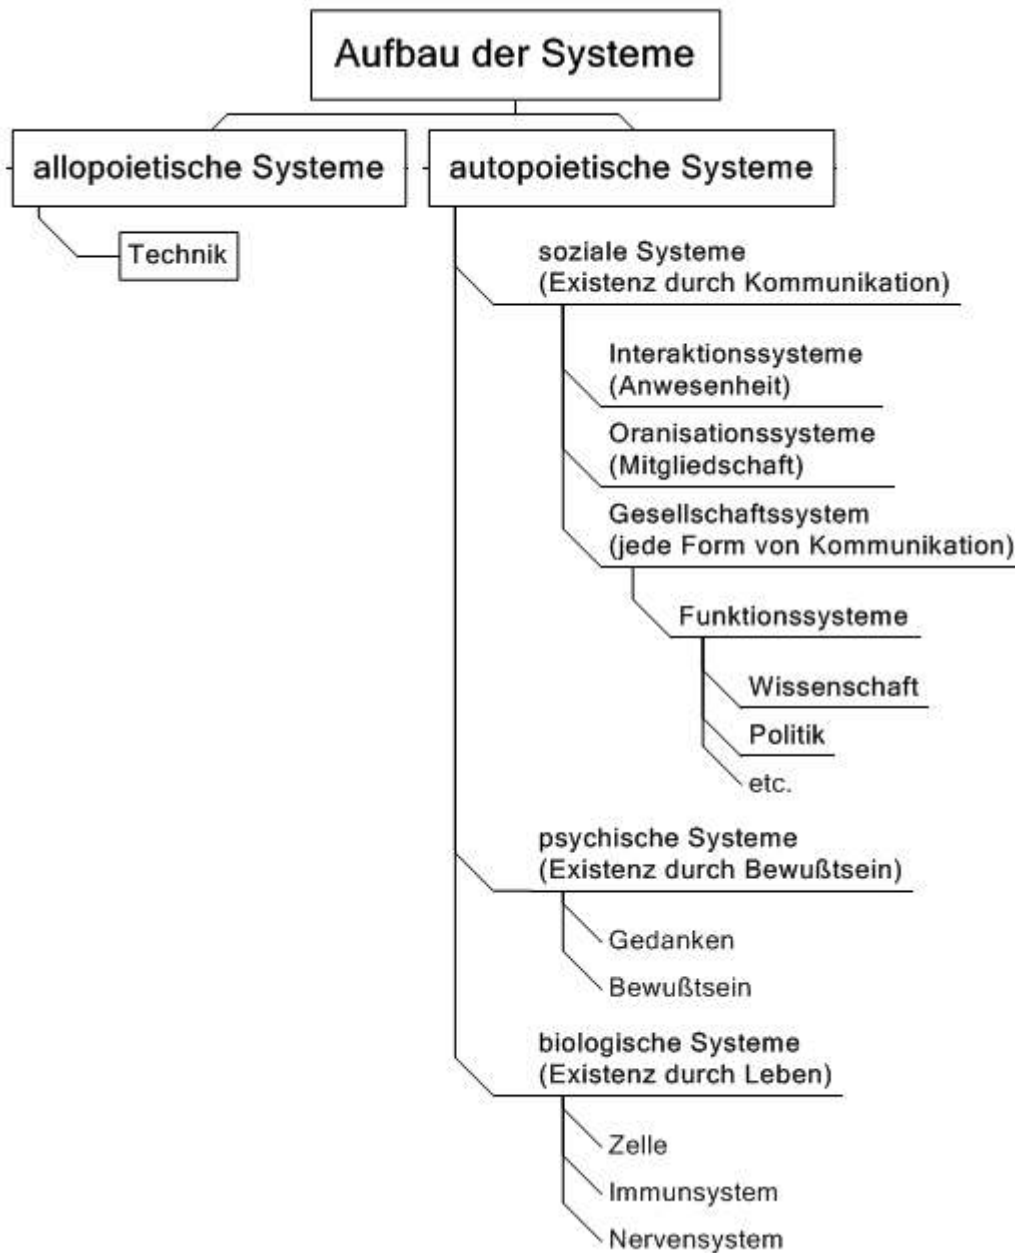 Aufbau der Systeme
allopoietische Systeme
autopoietische Systeme
Technik
soziale Systeme
(Existenz durch Kommunikation)
Interaktionssysteme
(Anwesenheit)
Oranisationssysteme
(Mitgliedschaft)
Gesellschaftssystem
(jede Form von Kommunikation)
Funktionssysteme
Wissenschaft
Politik
etc.
psychische Systeme
(Existenz durch Bewußtsein)
Gedanken
Bewußtsein
biologische Systeme
(Existenz durch Leben)
Zelle
Immunsystem
Nervensystem